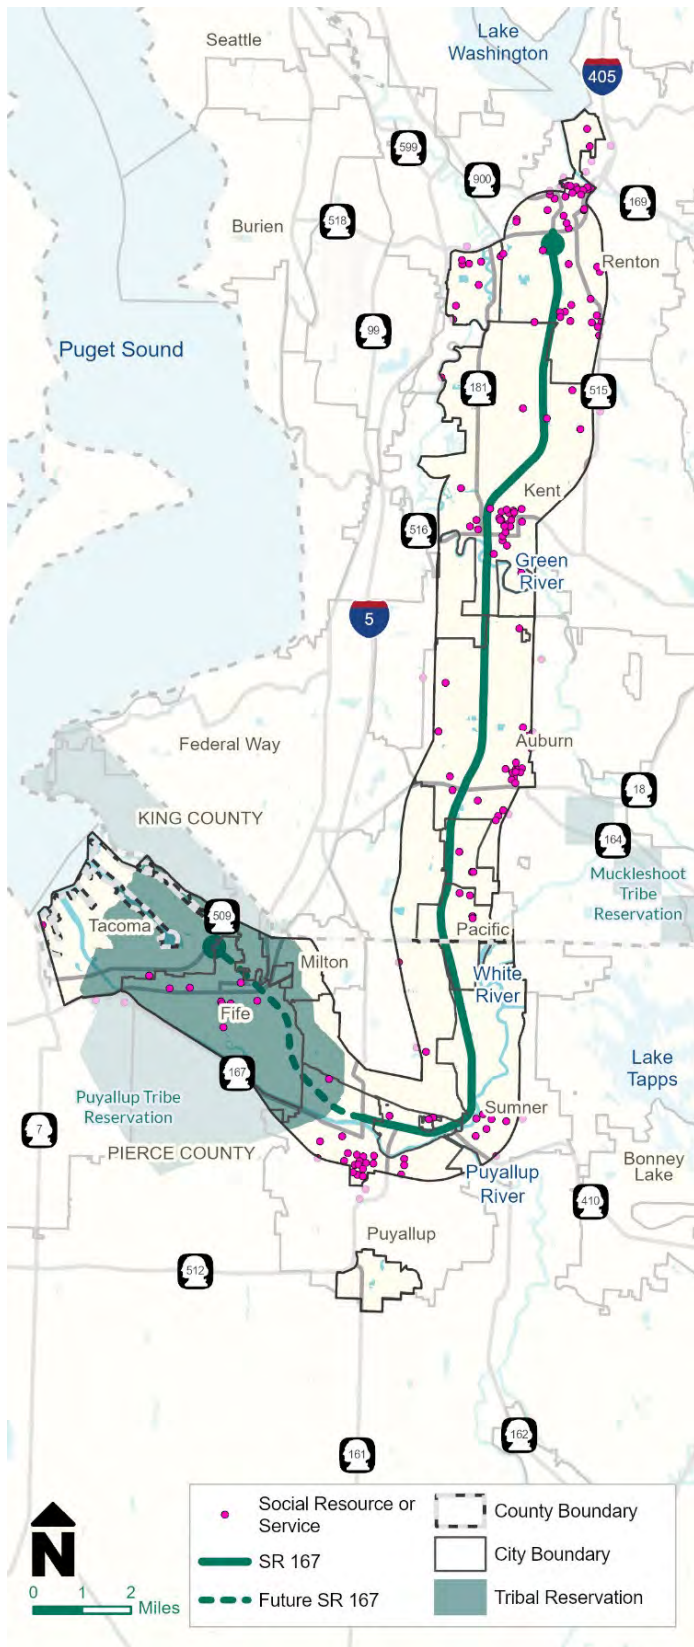 Seattle
Lake
Washington
405
599
900
169
518
Burien
Renton
99
Puget Sound
181
515
Kent
516
Green
River
5
Federal Way
Auburn
18
KING COUNTY
164
Muckleshoot
Tribe
Reservation
509
Tacoma
Pacific
Milton
White
River
Fife
167
Lake
Tapps
Puyallup Tribe
Reservation
Sumner
7
PIERCE COUNTY
Bonney
Lake
Puyallup
River
410
Puyallup
512
162
161
Social Resource or
Service
County Boundary
SR 167
City Boundary
Future SR 167
Tribal Reservation
N
0 1 2
Miles